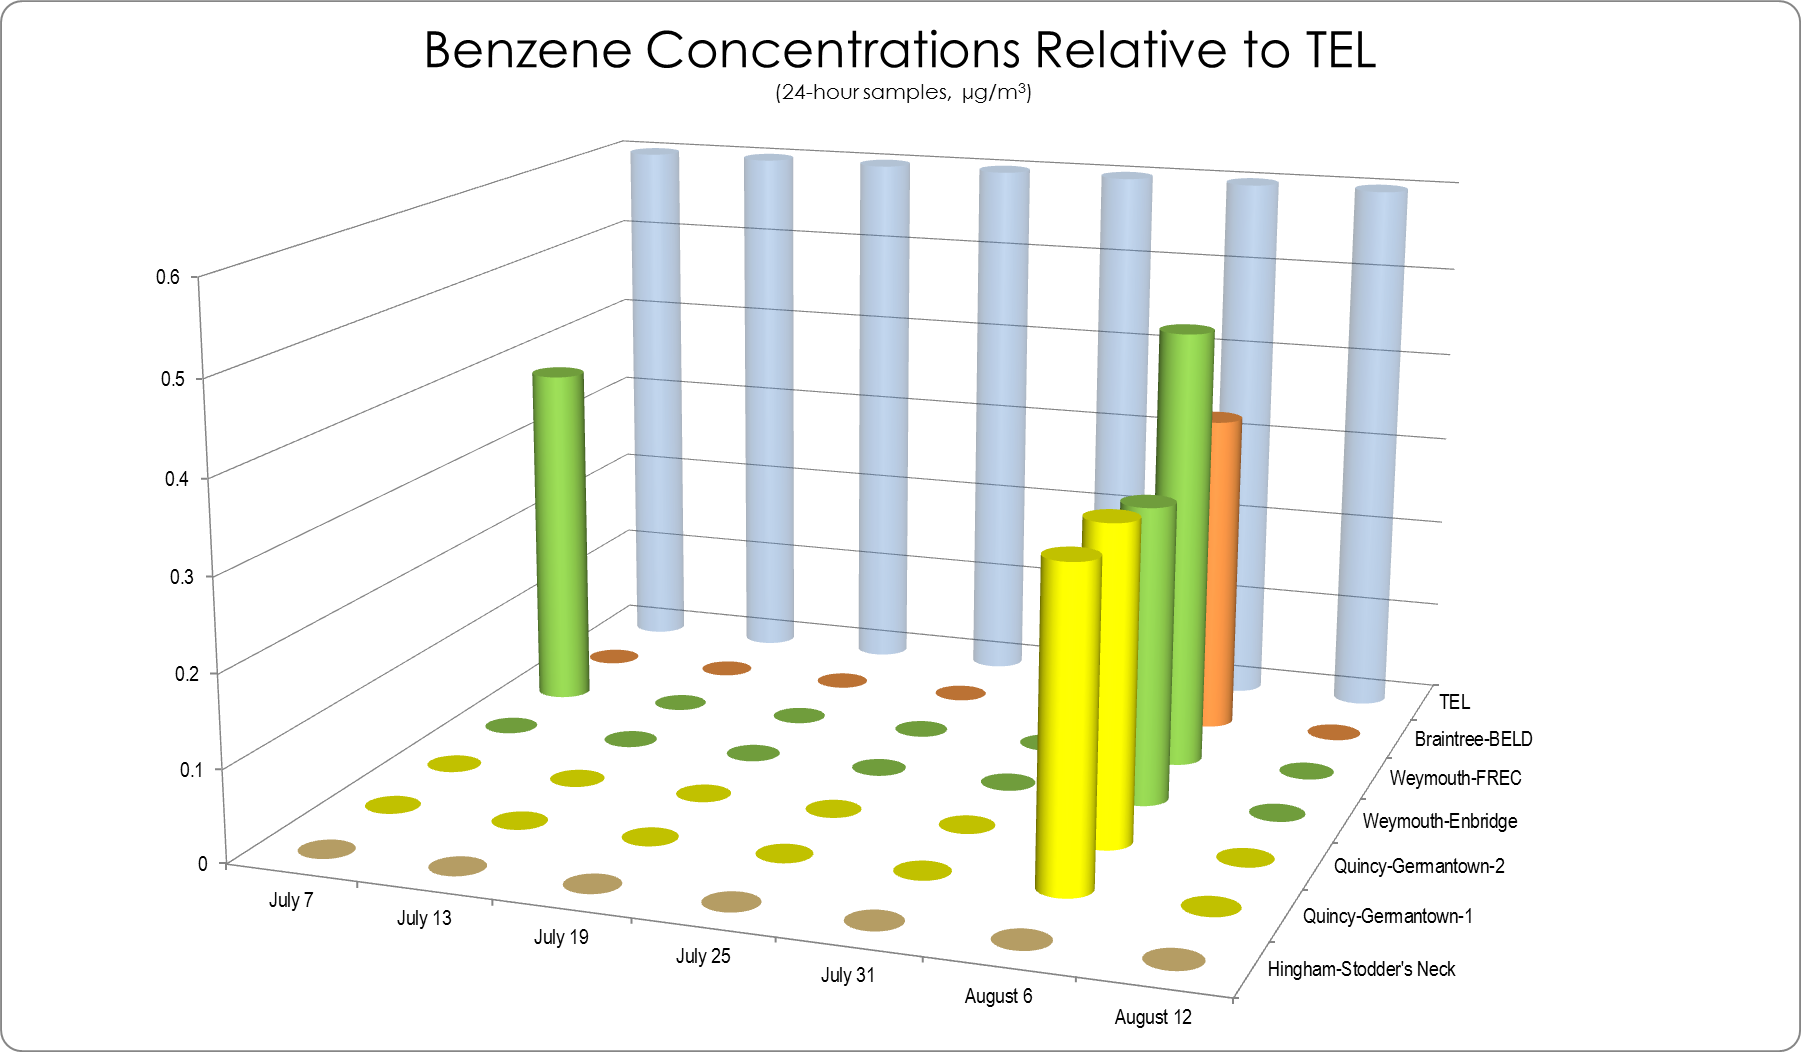 Benzene Concentrations Relative to TEL
(24-hour samples, µg/m³)
0.6
0.5
0.4
0.3
0.2
0.1
0
July 7
July 13
July 19
July 25
July 31
August 6
August 12
TEL
Braintree-BELD
Weymouth-FREC
Weymouth-Enbridge
Quincy-Germantown-2
Quincy-Germantown-1
Hingham-Stodder's Neck